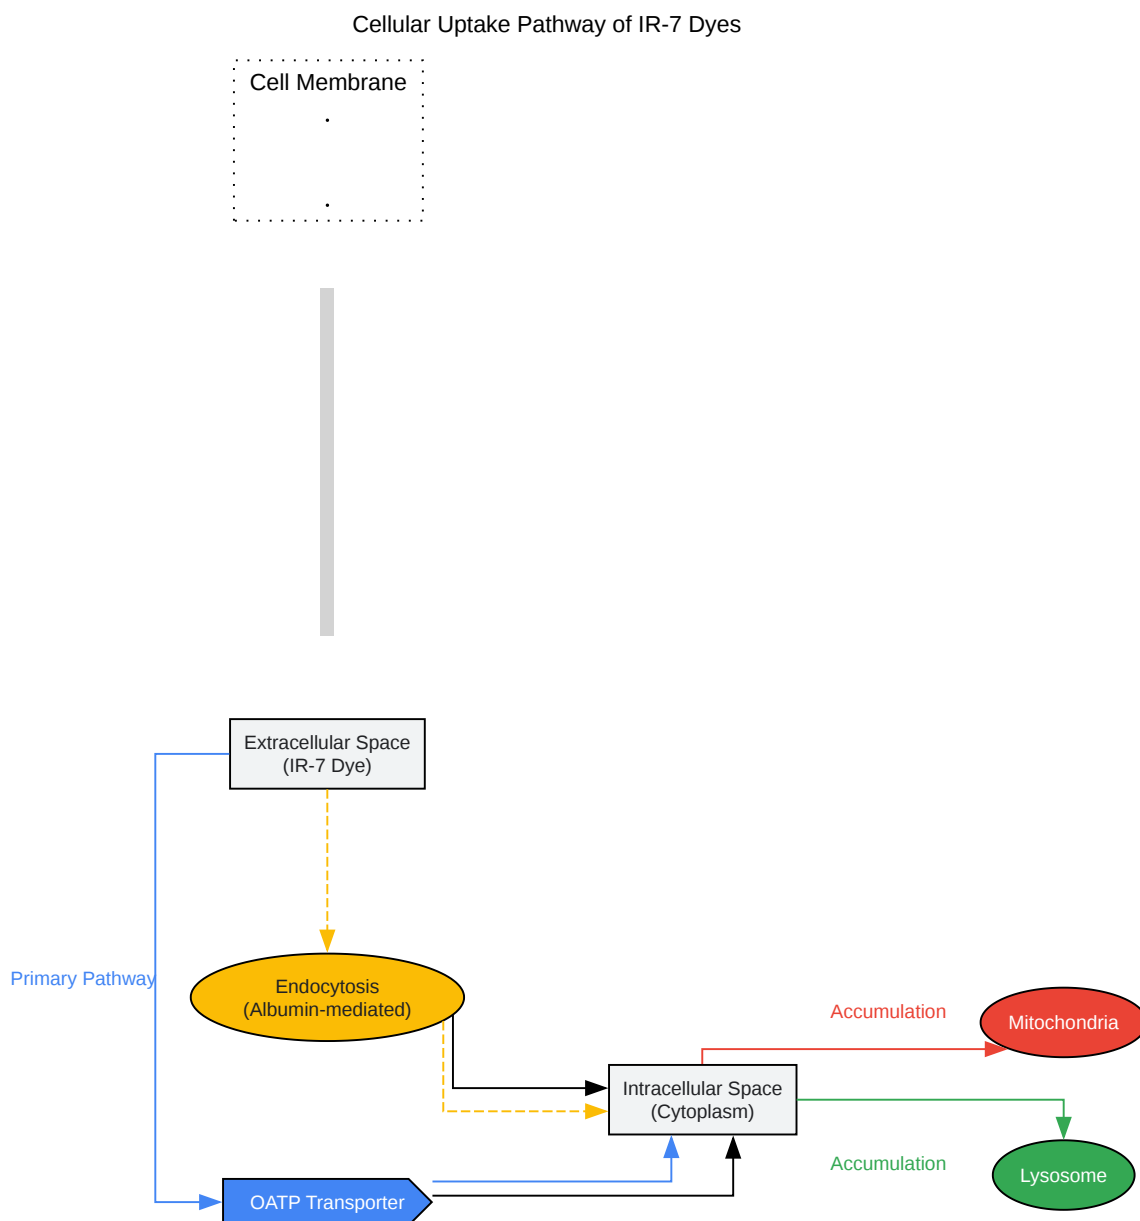 Cellular Uptake Pathway of IR-7 Dyes
Cell Membrane
Extracellular Space
(IR-7 Dye)
Primary Pathway
Endocytosis
(Albumin-mediated)
Accumulation
Mitochondria
Intracellular Space
(Cytoplasm)
Accumulation
Lysosome
OATP Transporter